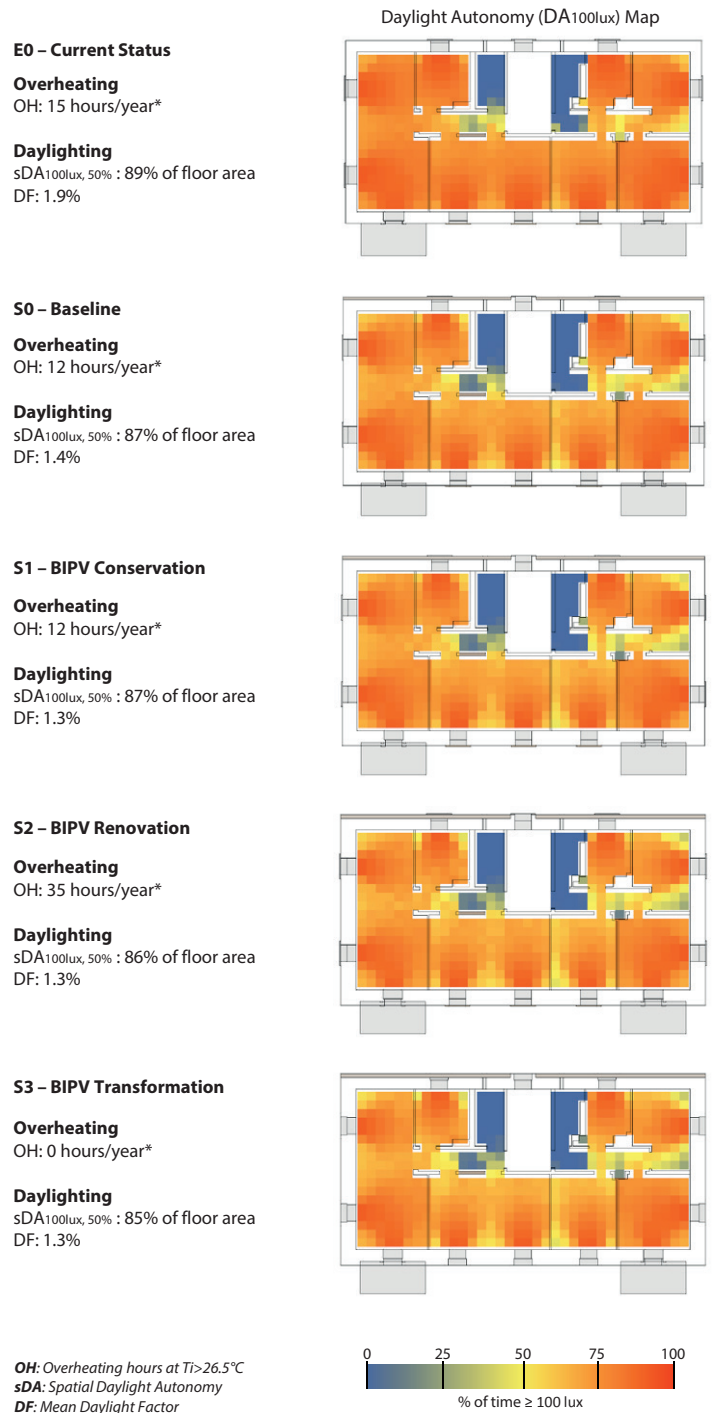 Daylight Autonomy (DA100lux) Map
E0 – Current Status
Overheating
OH: 15 hours/year*
Daylighting
sDA100lux, 50% : 89% of floor area
DF: 1.9%
S0 – Baseline
Overheating
OH: 12 hours/year*
Daylighting
sDA100lux, 50% : 87% of floor area
DF: 1.4%
S1 – BIPV Conservation
Overheating
OH: 12 hours/year*
Daylighting
sDA100lux, 50% : 87% of floor area
DF: 1.3%
S2 – BIPV Renovation
Overheating
OH: 35 hours/year*
Daylighting
sDA100lux, 50% : 86% of floor area
DF: 1.3%
S3 – BIPV Transformation
Overheating
OH: 0 hours/year*
Daylighting
sDA100lux, 50% : 85% of floor area
DF: 1.3%
0 25 50 75 100
% of time ≥ 100 lux
OH: Overheating hours at Ti>26.5°C
sDA: Spatial Daylight Autonomy
DF: Mean Daylight Factor